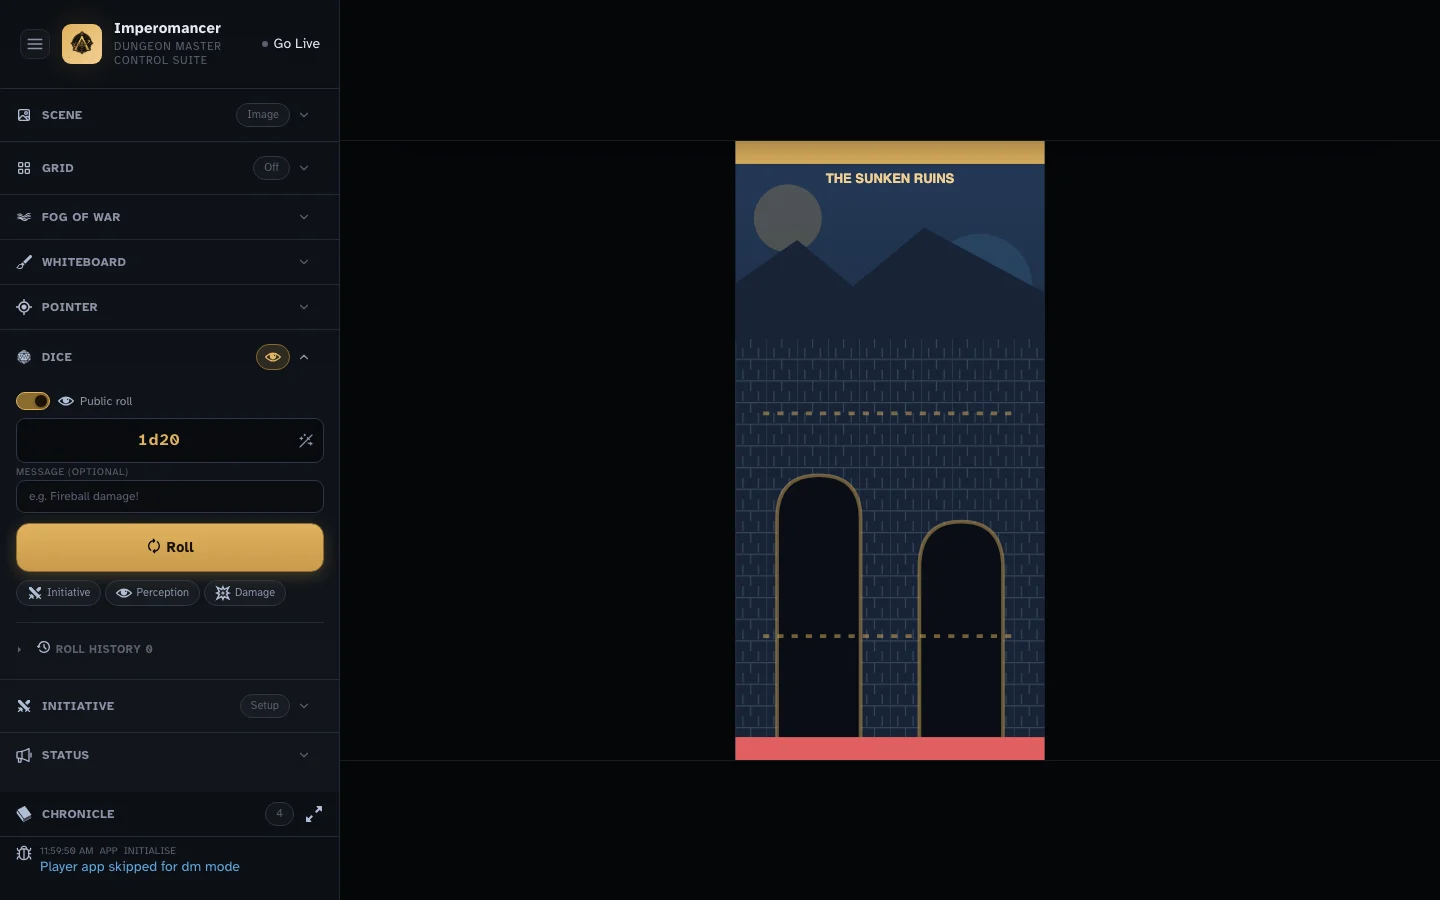 Imperomancer
DUNGEON MASTER
CONTROL SUITE
Go Live
SCENE
Image
GRID
Off
FOG OF WAR
WHITEBOARD
POINTER
DICE
Public roll
1d20
MESSAGE (OPTIONAL)
e.g. Fireball damage!
Roll
Initiative
Perception
Damage
ROLL HISTORY 0
INITIATIVE
Setup
STATUS
CHRONICLE
4
11:59:50 AM APP INITIALISE
Player app skipped for dm mode
THE SUNKEN RUINS